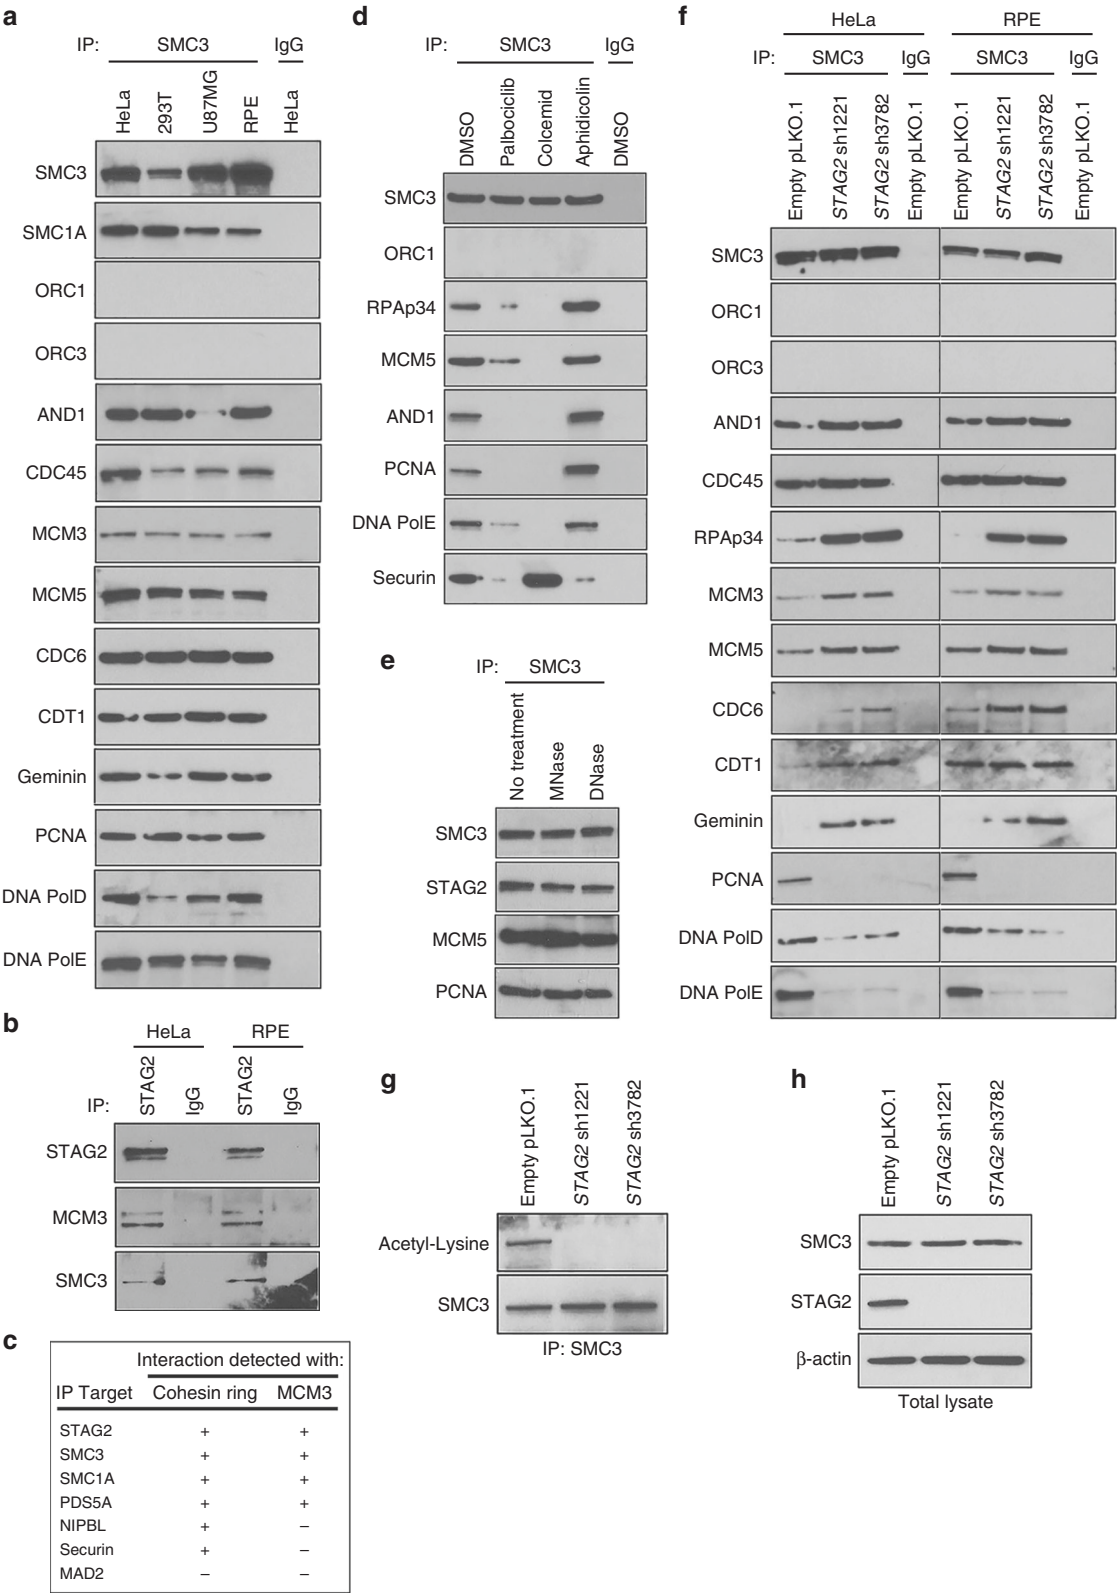 a
IP: SMC3 IgG
HeLa 293T U87MG RPE HeLa
SMC3
SMC1A
ORC1
ORC3
AND1
CDC45
MCM3
MCM5
CDC6
CDT1
Geminin
PCNA
DNA PolD
DNA PolE
b
HeLa RPE
IP: STAG2 IgG STAG2 IgG
STAG2
MCM3
SMC3
c
Interaction detected with:
IP Target Cohesin ring MCM3
STAG2 + +
SMC3 + +
SMC1A + +
PDS5A + +
NIPBL + –
Securin + –
MAD2 – –
d
IP: SMC3 IgG
DMSO Palbociclib Colcemid Aphidicolin DMSO
SMC3
ORC1
RPAp34
MCM5
AND1
PCNA
DNA PolE
Securin
e
IP: SMC3
No treatment MNase DNase
SMC3
STAG2
MCM5
PCNA
f
HeLa RPE
IP: SMC3 IgG SMC3 IgG
Empty pLKO.1 STAG2 sh1221 STAG2 sh3782 Empty pLKO.1 Empty pLKO.1 STAG2 sh1221 STAG2 sh3782 Empty pLKO.1
SMC3
ORC1
ORC3
AND1
CDC45
RPAp34
MCM3
MCM5
CDC6
CDT1
Geminin
PCNA
DNA PolD
DNA PolE
g
Empty pLKO.1 STAG2 sh1221 STAG2 sh3782
Acetyl-Lysine
SMC3
IP: SMC3
h
Empty pLKO.1 STAG2 sh1221 STAG2 sh3782
SMC3
STAG2
β-actin
Total lysate